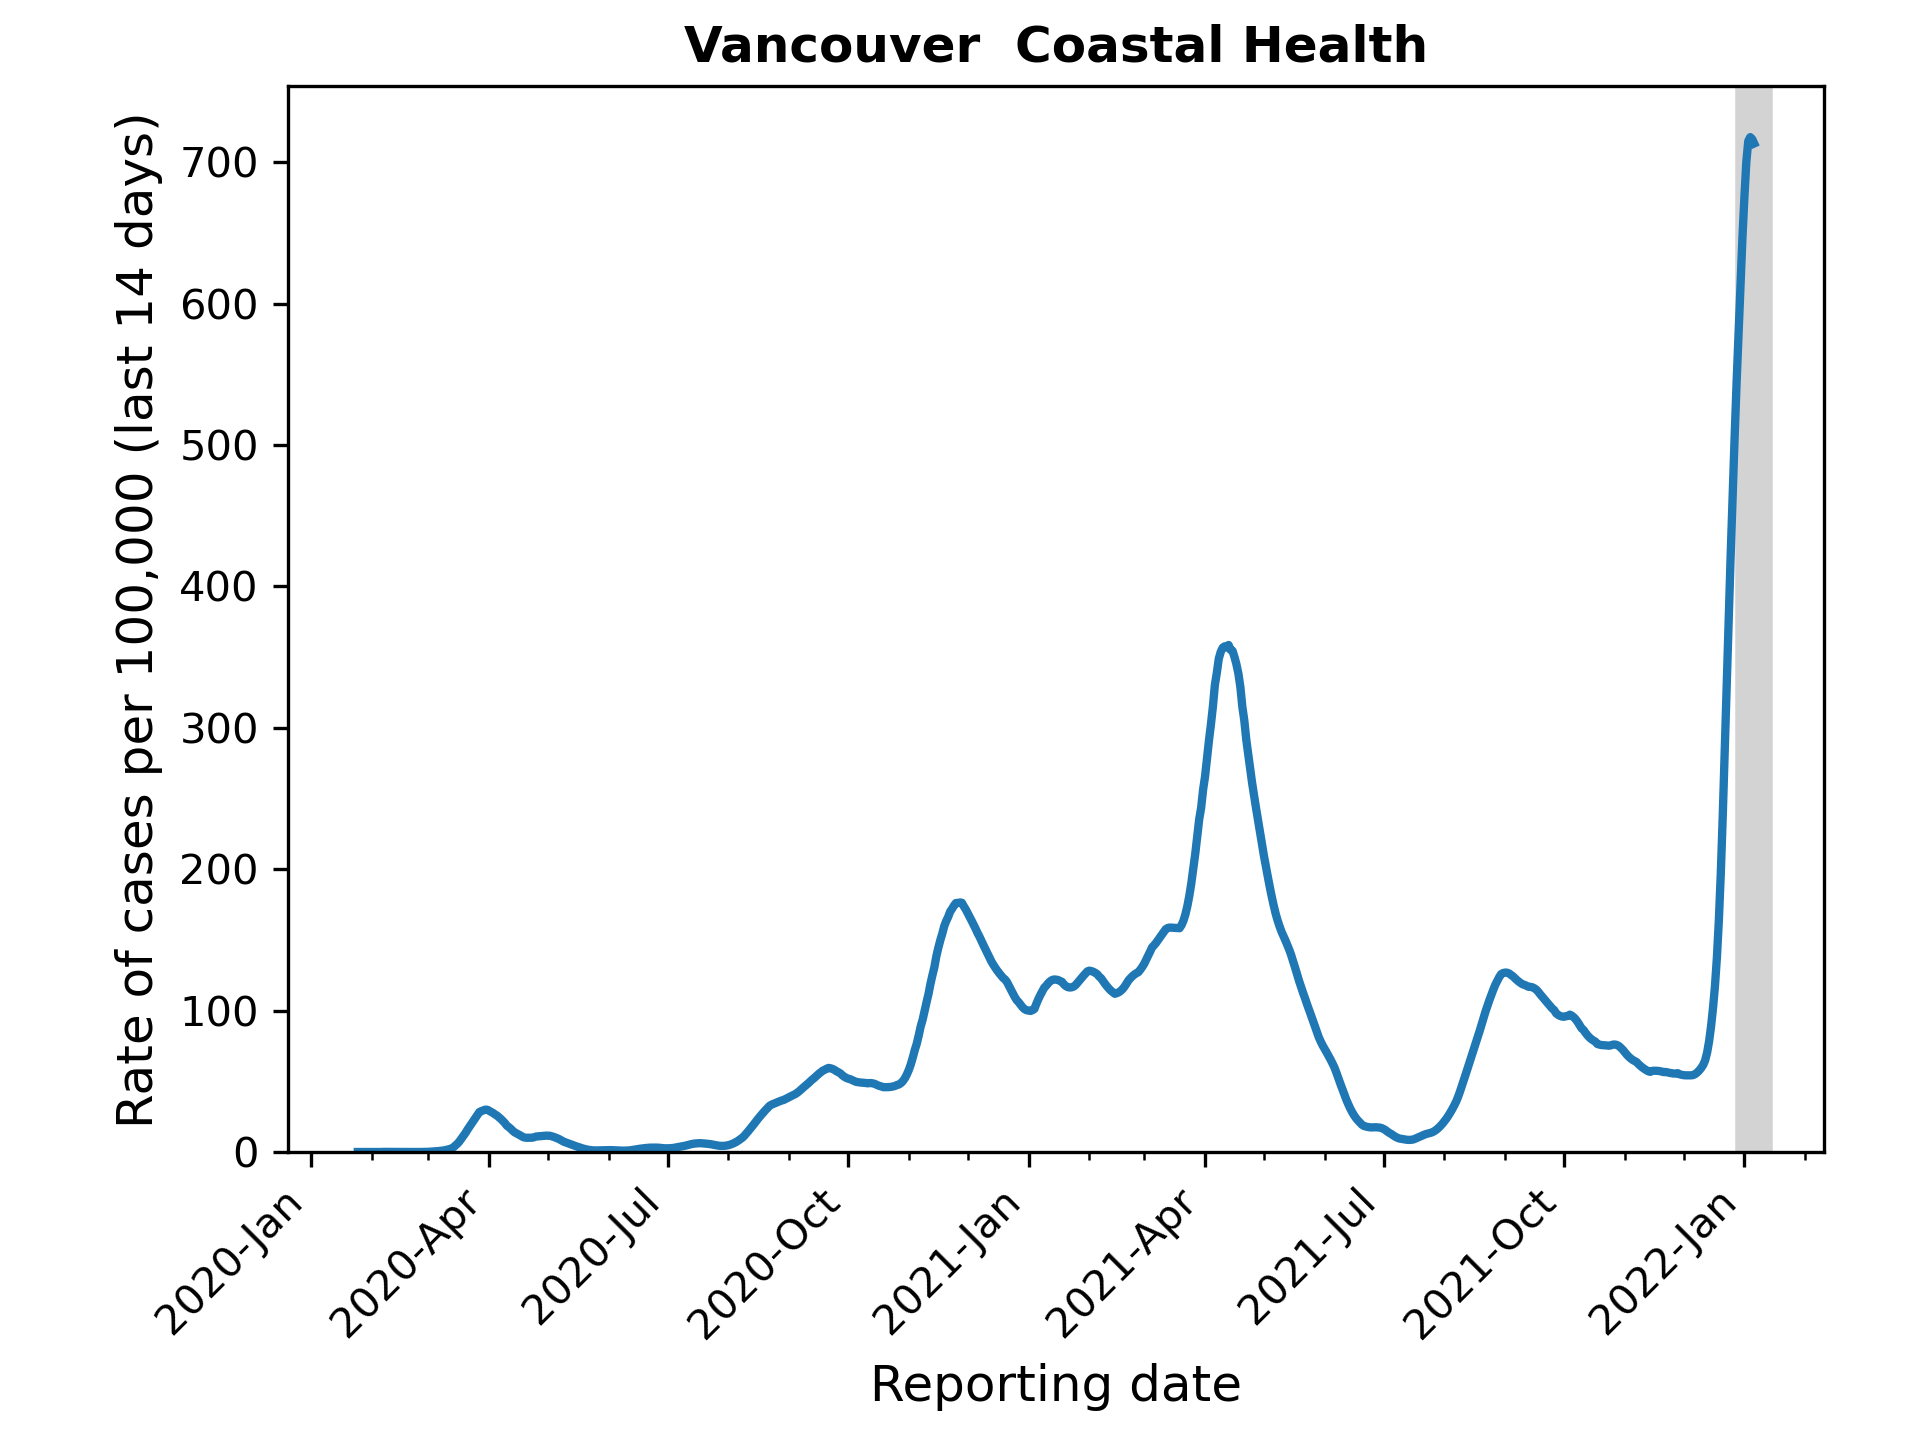 Vancouver  Coastal Health
Rate of cases per 100,000 (last 14 days)
700
600
500
400
300
200
100
0
2020-Jan
2020-Apr
2020-Jul
2020-Oct
2021-Jan
2021-Apr
2021-Jul
2021-Oct
2022-Jan
Reporting date